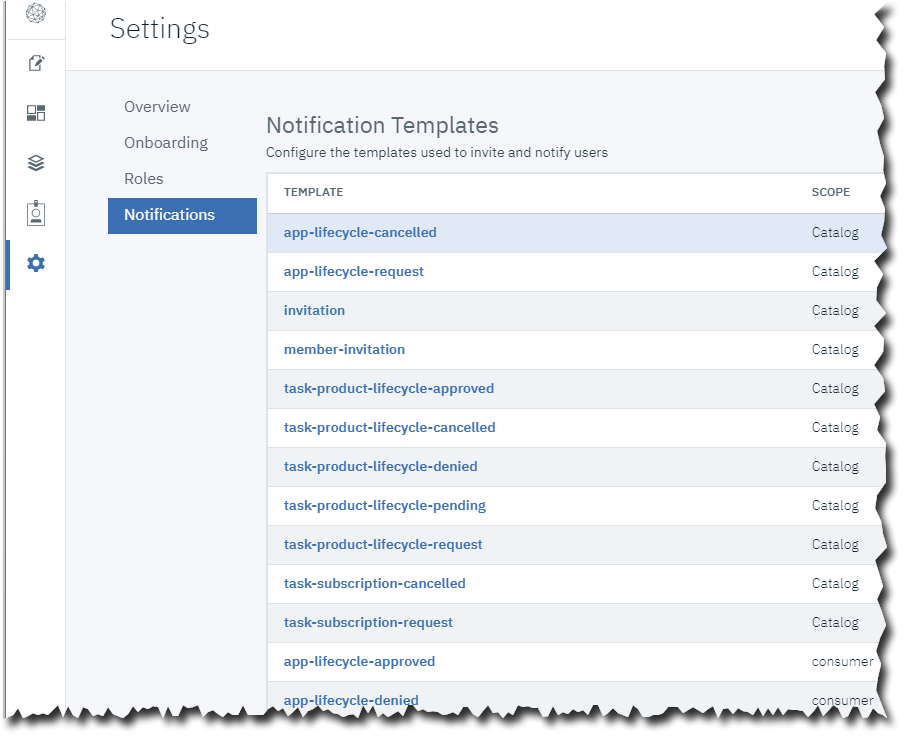 Settings
Overview
Onboarding
Roles
Notifications
Notification Templates
Configure the templates used to invite and notify users
TEMPLATE SCOPE
app-lifecycle-cancelled Catalog
app-lifecycle-request Catalog
invitation Catalog
member-invitation Catalog
task-product-lifecycle-approved Catalog
task-product-lifecycle-cancelled Catalog
task-product-lifecycle-denied Catalog
task-product-lifecycle-pending Catalog
task-product-lifecycle-request Catalog
task-subscription-cancelled Catalog
task-subscription-request Catalog
app-lifecycle-approved consumer
app-lifecycle-denied consumer